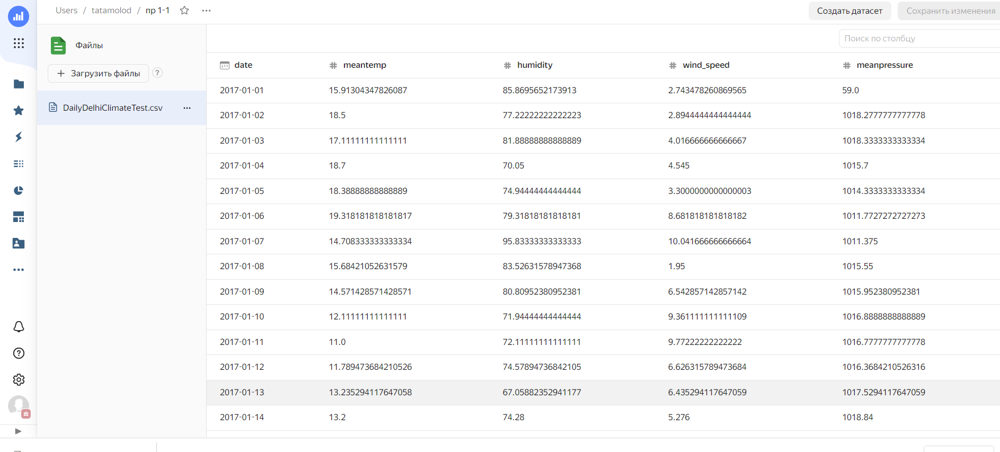 Users / tatamolod / пр 1-1
Создать датасет
Сохранить изменения
Файлы
Поиск по столбцу
+ Загрузить файлы ?
DailyDelhiClimateTest.csv
date meantemp humidity wind_speed meanpressure
2017-01-01 15.91304347826087 85.8695652173913 2.743478260869565 59.0
2017-01-02 18.5 77.22222222222223 2.8944444444444444 1018.2777777777778
2017-01-03 17.11111111111111 81.88888888888889 4.016666666666667 1018.3333333333334
2017-01-04 18.7 70.05 4.545 1015.7
2017-01-05 18.38888888888889 74.94444444444444 3.3000000000000003 1014.3333333333334
2017-01-06 19.318181818181817 79.31818181818181 8.681818181818182 1011.7727272727273
2017-01-07 14.708333333333334 95.83333333333333 10.041666666666664 1011.375
2017-01-08 15.68421052631579 83.52631578947368 1.95 1015.55
2017-01-09 14.571428571428571 80.80952380952381 6.542857142857142 1015.952380952381
2017-01-10 12.11111111111111 71.94444444444444 9.361111111111109 1016.8888888888889
2017-01-11 11.0 72.11111111111111 9.77222222222222 1016.7777777777778
2017-01-12 11.789473684210526 74.57894736842105 6.626315789473684 1016.3684210526316
2017-01-13 13.235294117647058 67.05882352941177 6.435294117647059 1017.5294117647059
2017-01-14 13.2 74.28 5.276 1018.84